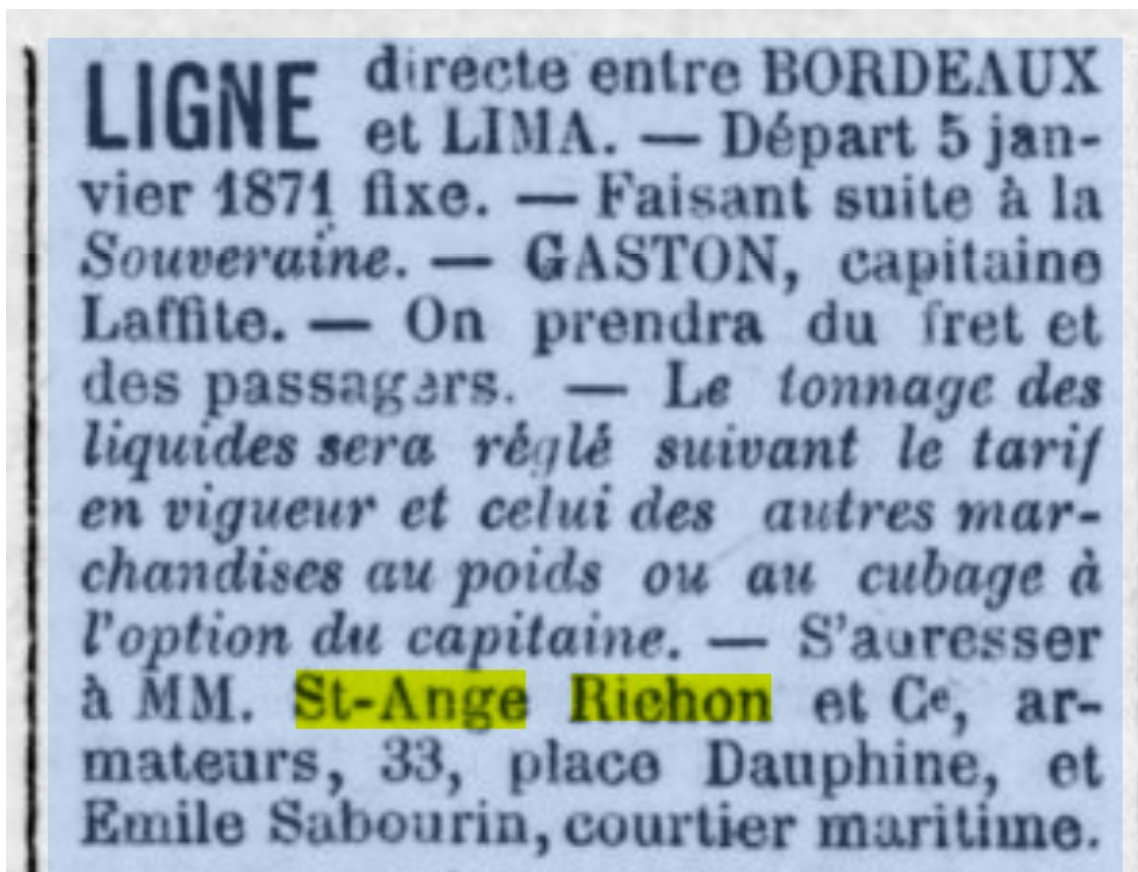 LIGNE directe entre BORDEAUX
et LIMA. — Départ 5 jan-
vier 1871 fixe. — Faisant suite à la
Souveraine. — GASTON, capitaine
Laffite. — On prendra du fret et
des passagers. — Le tonnage des
liquides sera réglé suivant le tarif
en vigueur et celui des autres mar-
chandises au poids ou au cubage à
l'option du capitaine. — S'adresser
à MM. St-Ange Richon et Ce, ar-
mateurs, 33, place Dauphine, et
Emile Sabourin, courtier maritime.